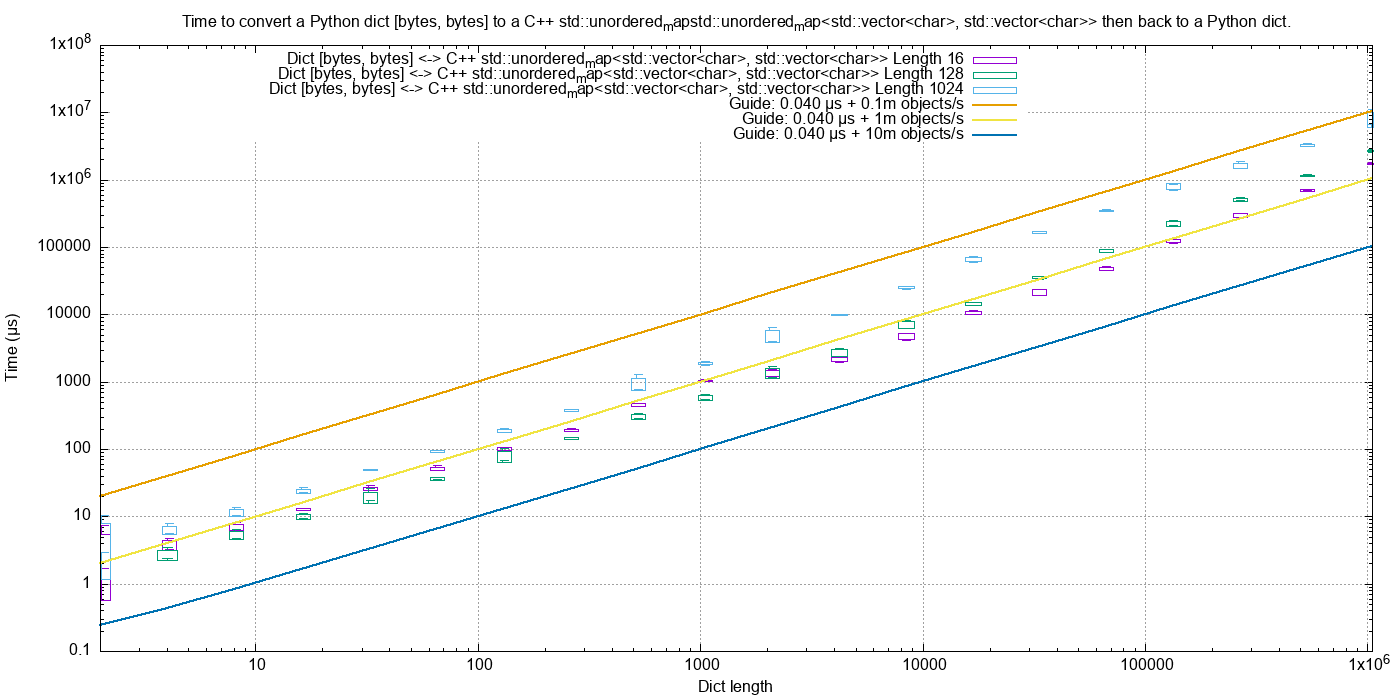 Time to convert a Python dict [bytes, bytes] to a C++ std::unordered_mapstd::unordered_map<std::vector<char>, std::vector<char>> then back to a Python dict.
Dict [bytes, bytes] <-> C++ std::unordered_map<std::vector<char>, std::vector<char>> Length 16
Dict [bytes, bytes] <-> C++ std::unordered_map<std::vector<char>, std::vector<char>> Length 128
Dict [bytes, bytes] <-> C++ std::unordered_map<std::vector<char>, std::vector<char>> Length 1024
Guide: 0.040 µs + 0.1m objects/s
Guide: 0.040 µs + 1m objects/s
Guide: 0.040 µs + 10m objects/s
Time (µs)
1x10^8
1x10^7
1x10^6
100000
10000
1000
100
10
1
0.1
10 100 1000 10000 100000 1x10^6
Dict length